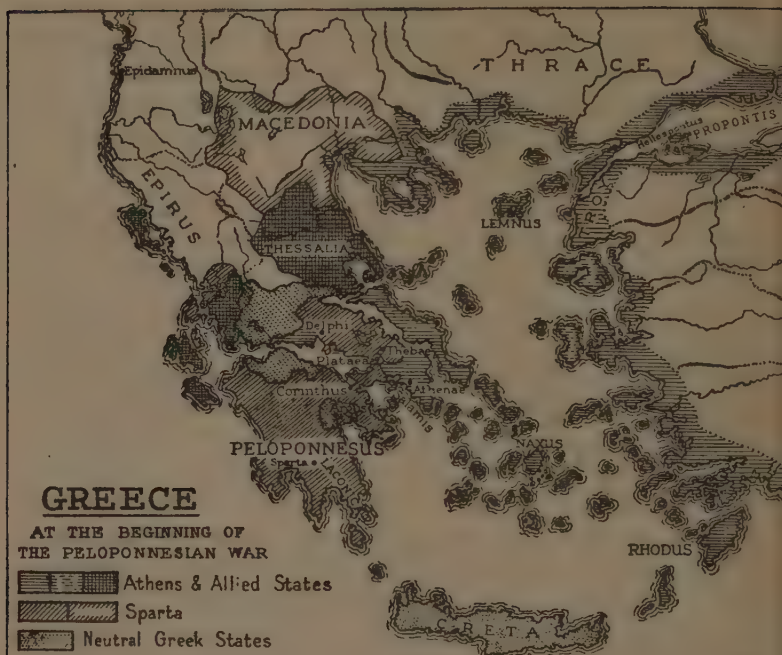 THRACE
Epidamnus
MACEDONIA
Hellespontus
PROPONTIS
EPIRUS
LEMNUS
THESSALIA
Delphi
Plataea
Thebae
Corinthus
Athenae
PELOPONNESUS
NAXUS
Sparta
GREECE
AT THE BEGINNING OF
THE PELOPONNESIAN WAR
RHODUS
Athens & Allied States
Sparta
CRETA
Neutral Greek States